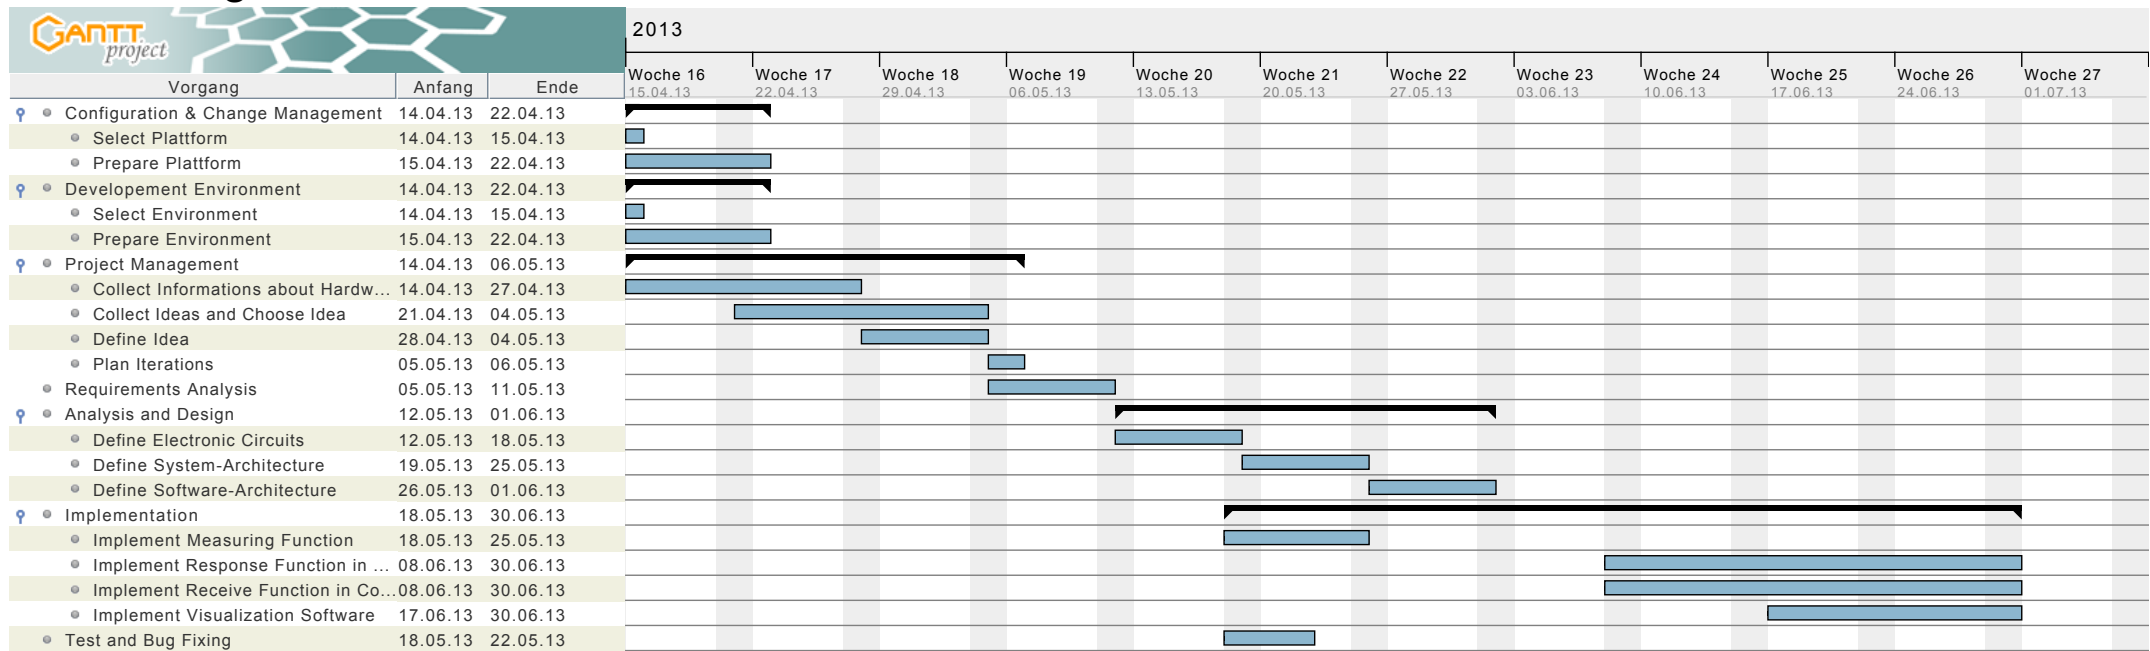 GANTT
project
2013
Woche 16 Woche 17 Woche 18 Woche 19 Woche 20 Woche 21 Woche 22 Woche 23 Woche 24 Woche 25 Woche 26 Woche 27
Vorgang Anfang Ende
15.04.13 22.04.13 29.04.13 06.05.13 13.05.13 20.05.13 27.05.13 03.06.13 10.06.13 17.06.13 24.06.13 01.07.13
Configuration & Change Management 14.04.13 22.04.13
Select Plattform 14.04.13 15.04.13
Prepare Plattform 15.04.13 22.04.13
Developement Environment 14.04.13 22.04.13
Select Environment 14.04.13 15.04.13
Prepare Environment 15.04.13 22.04.13
Project Management 14.04.13 06.05.13
Collect Informations about Hardw... 14.04.13 27.04.13
Collect Ideas and Choose Idea 21.04.13 04.05.13
Define Idea 28.04.13 04.05.13
Plan Iterations 05.05.13 06.05.13
Requirements Analysis 05.05.13 11.05.13
Analysis and Design 12.05.13 01.06.13
Define Electronic Circuits 12.05.13 18.05.13
Define System-Architecture 19.05.13 25.05.13
Define Software-Architecture 26.05.13 01.06.13
Implementation 18.05.13 30.06.13
Implement Measuring Function 18.05.13 25.05.13
Implement Response Function in ... 08.06.13 30.06.13
Implement Receive Function in Co... 08.06.13 30.06.13
Implement Visualization Software 17.06.13 30.06.13
Test and Bug Fixing 18.05.13 22.05.13